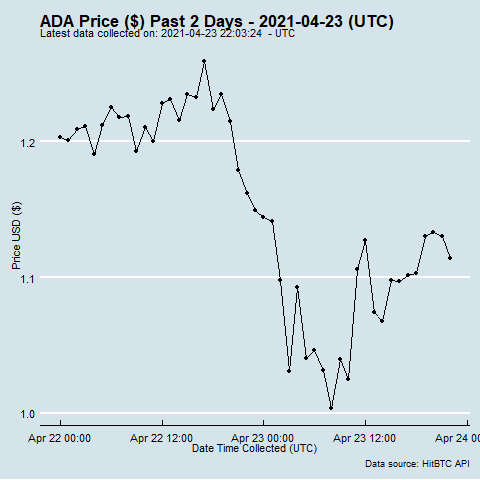 ADA Price ($) Past 2 Days - 2021-04-23 (UTC)
Latest data collected on: 2021-04-23 22:03:24 - UTC
Price USD ($)
1.2
1.1
1.0
Apr 22 00:00 Apr 22 12:00 Apr 23 00:00 Apr 23 12:00 Apr 24 00
Date Time Collected (UTC)
Data source: HitBTC API